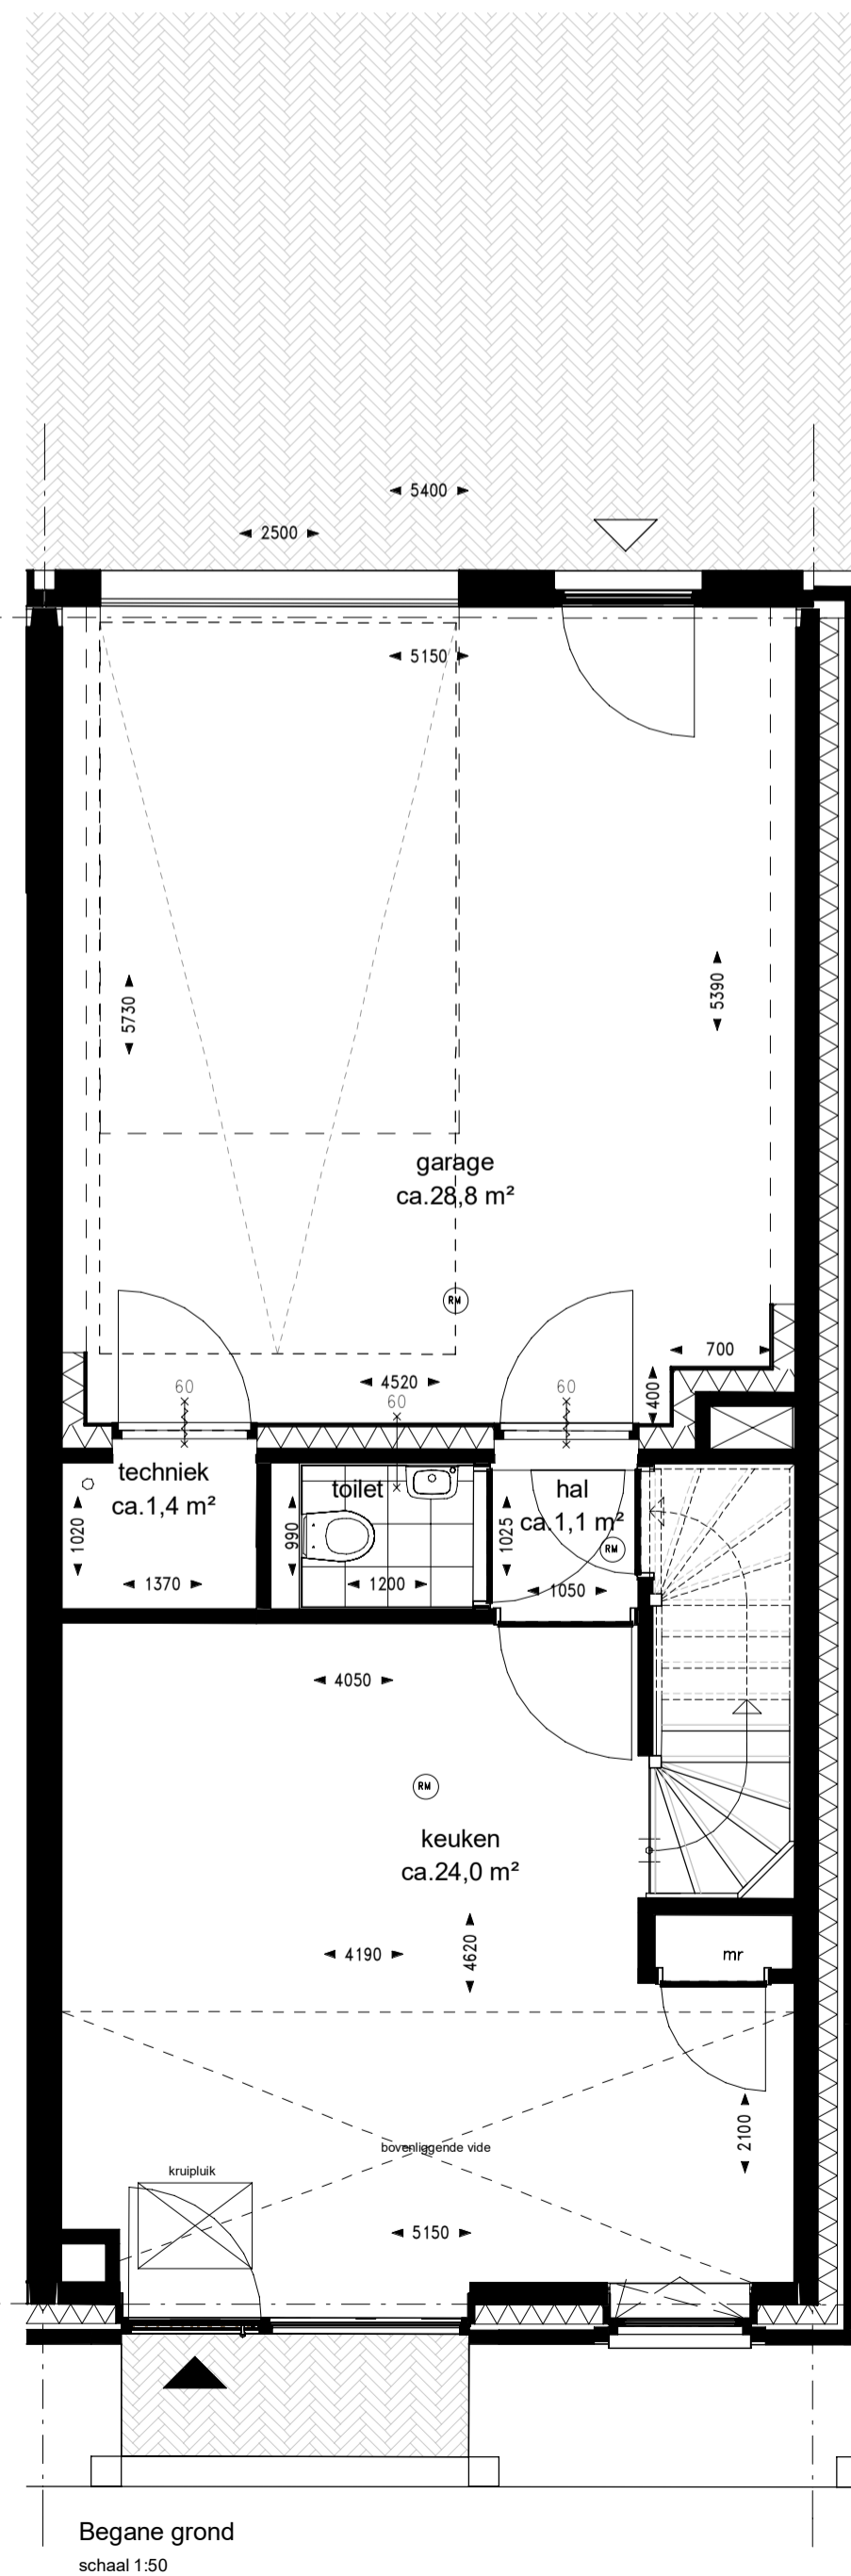 5400
2500
5150
5730
5390
garage
ca.28,8 m²
RM
700
400
4520
60
60
60
techniek
ca.1,4 m²
toilet
hal
ca.1,1 m²
RM
1020
990
1025
1370
1200
1050
4050
RM
keuken
ca.24,0 m²
4190
4620
mr
2100
bovenliggende vide
kruipluik
5150
Begane grond
schaal 1:50